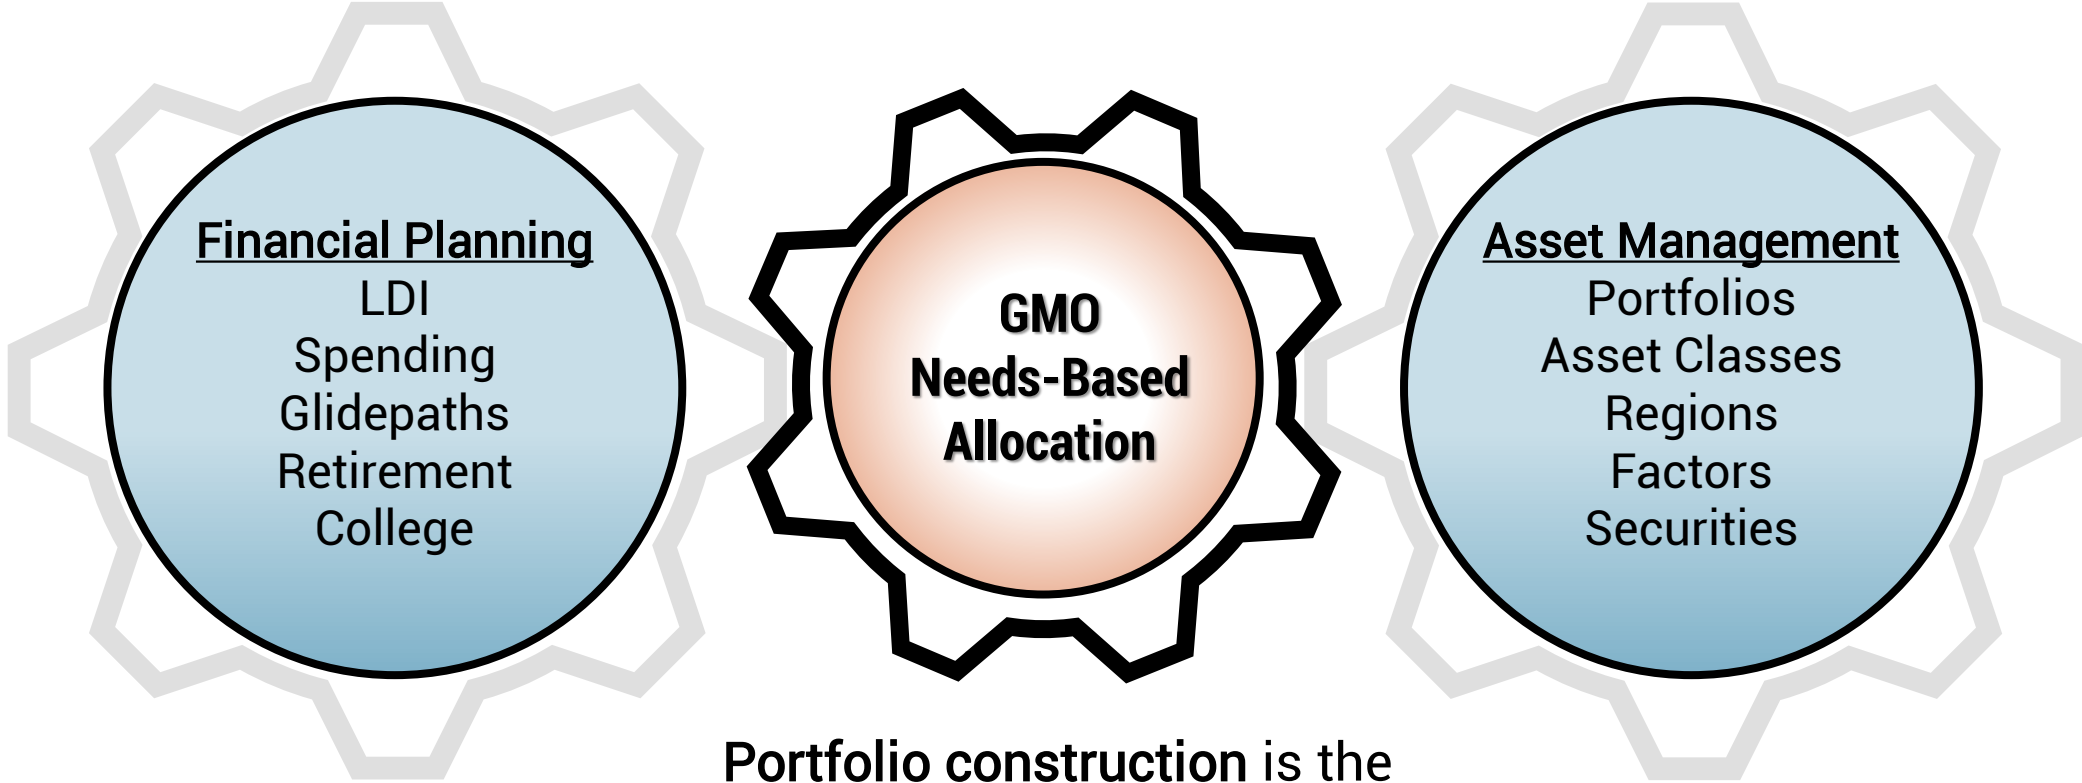 Financial Planning
LDI
Spending
Glidepaths
Retirement
College
GMO
Needs-Based
Allocation
Asset Management
Portfolios
Asset Classes
Regions
Factors
Securities
Portfolio construction is the